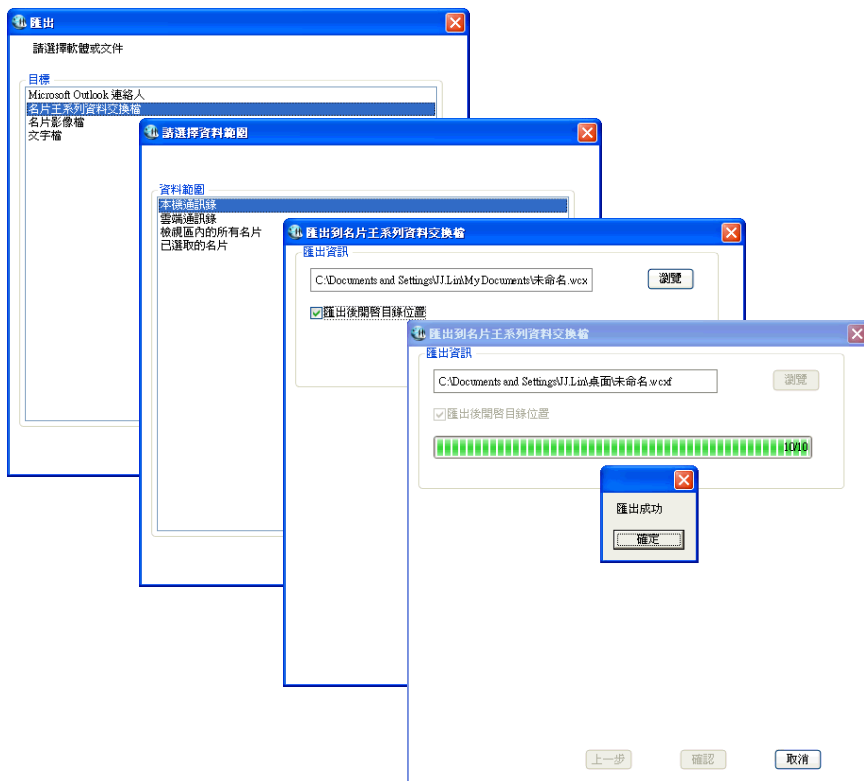 匯出
請選擇軟體或文件
目標
Microsoft Outlook 連絡人
名片王系列資料交換檔
名片影像檔
文字檔
請選擇資料範圍
資料範圍
本機通訊錄
雲端通訊錄
檢視區內的所有名片
已選取的名片
匯出到名片王系列資料交換檔
匯出資訊
C:\Documents and Settings\JJ.Lin\My Documents\未命名.wcx
瀏覽
匯出後開啟目錄位置
匯出到名片王系列資料交換檔
匯出資訊
C:\Documents and Settings\JJ.Lin\桌面\未命名.wcxf
瀏覽
匯出後開啟目錄位置
10/10
匯出成功
確定
上一步
確認
取消